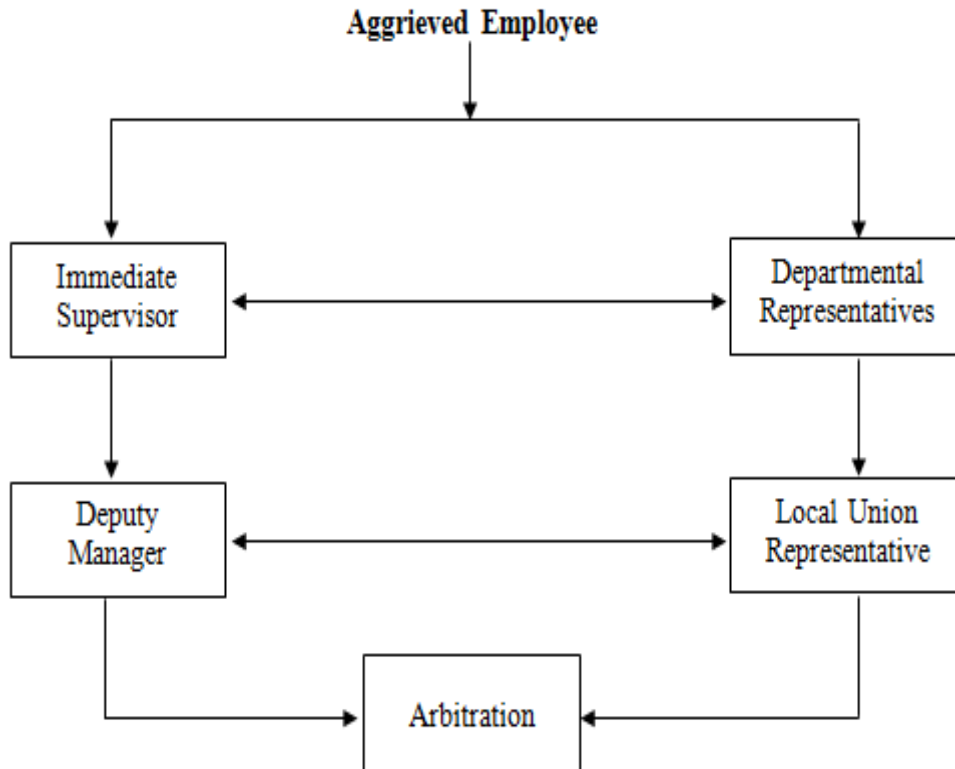 Aggrieved Employee
Immediate
Supervisor
Departmental
Representatives
Deputy
Manager
Local Union
Representative
Arbitration